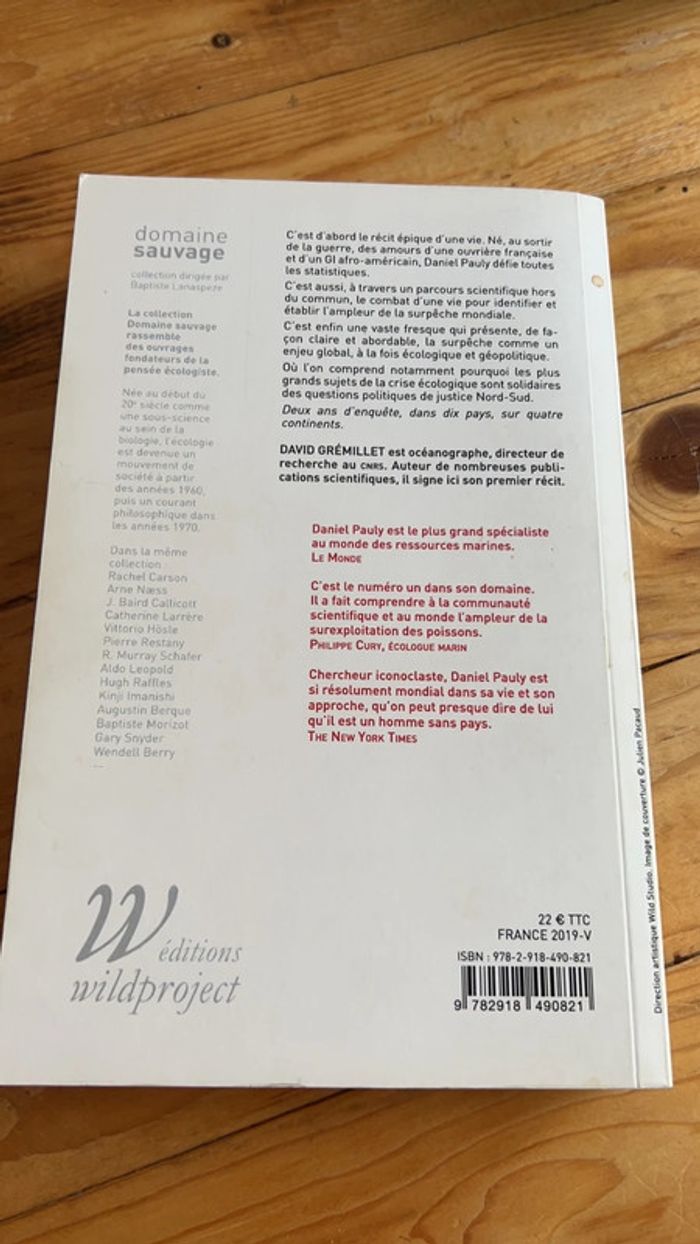 domaine
sauvage
collection dirigée par
Baptiste Lanaspeze
La collection
Domaine sauvage
rassemble
des ouvrages
fondateurs de la
pensée écologiste.
Née au début du
20e siècle comme
une sous-science
au sein de la
biologie, l'écologie
est devenue un
mouvement de
société à partir
des années 1960,
puis un courant
philosophique dans
les années 1970.
Dans la même
collection
Rachel Carson
Arne Næss
J. Baird Callicott
Catherine Larrère
Vittorio Hösle
Pierre Restany
R. Murray Schafer
Aldo Leopold
Hugh Raffles
Kinji Imanishi
Augustin Berque
Baptiste Morizot
Gary Snyder
Wendell Berry
...
C'est d'abord le récit épique d'une vie. Né, au sortir
de la guerre, des amours d'une ouvrière française
et d'un GI afro-américain, Daniel Pauly défie toutes
les statistiques.
C'est aussi, à travers un parcours scientifique hors
du commun, le combat d'une vie pour identifier et
établir l'ampleur de la surpêche mondiale.
C'est enfin une vaste fresque qui présente, de fa-
çon claire et abordable, la surpêche comme un
enjeu global, à la fois écologique et géopolitique.
Où l'on comprend notamment pourquoi les plus
grands sujets de la crise écologique sont solidaires
des questions politiques de justice Nord-Sud.
Deux ans d'enquête, dans dix pays, sur quatre
continents.
DAVID GRÉMILLET est océanographe, directeur de
recherche au CNRS. Auteur de nombreuses publi-
cations scientifiques, il signe ici son premier récit.
Daniel Pauly est le plus grand spécialiste
au monde des ressources marines.
LE MONDE
C'est le numéro un dans son domaine.
Il a fait comprendre à la communauté
scientifique et au monde l'ampleur de la
surexploitation des poissons.
PHILIPPE CURY, ÉCOLOGUE MARIN
Chercheur iconoclaste, Daniel Pauly est
si résolument mondial dans sa vie et son
approche, qu'on peut presque dire de lui
qu'il est un homme sans pays.
THE NEW YORK TIMES
w
éditions
wildproject
22 € TTC
FRANCE 2019-V
ISBN : 978-2-918-490-821
9 782918 490821
Direction artistique Wild Studio. Image de couverture © Julien Pacaud